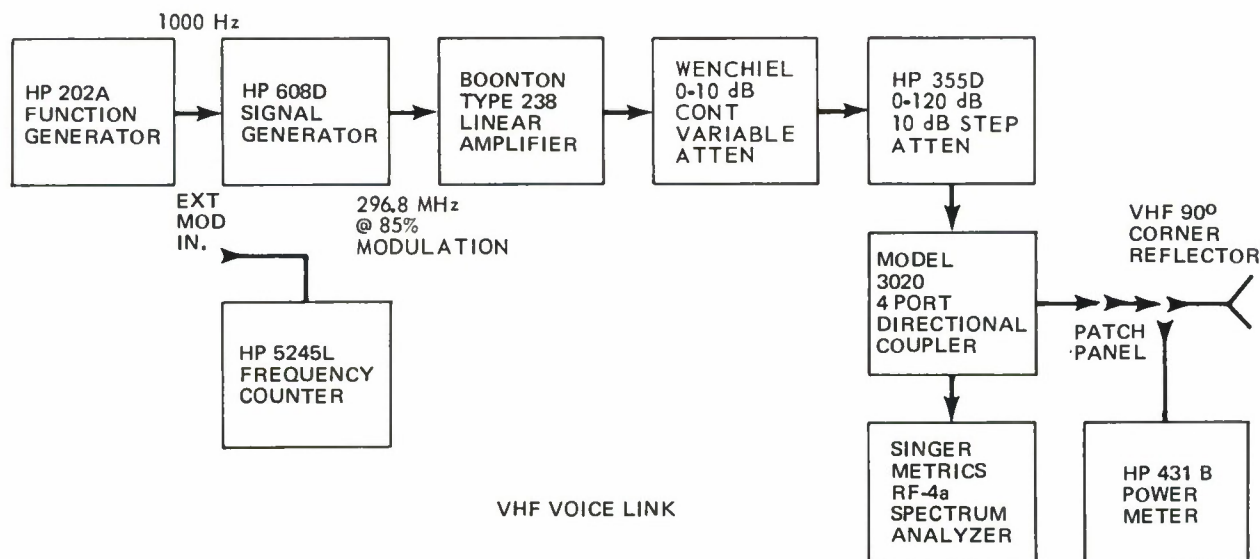 1000 Hz
HP 202A
FUNCTION
GENERATOR
HP 608D
SIGNAL
GENERATOR
BOONTON
TYPE 238
LINEAR
AMPLIFIER
WENCHIEL
0-10 dB
CONT
VARIABLE
ATTEN
HP 355D
0-120 dB
10 dB STEP
ATTEN
EXT
MOD
IN.
296.8 MHz
@ 85%
MODULATION
HP 5245L
FREQUENCY
COUNTER
MODEL
3020
4 PORT
DIRECTIONAL
COUPLER
VHF 90º
CORNER
REFLECTOR
PATCH
PANEL
SINGER
METRICS
RF-4a
SPECTRUM
ANALYZER
HP 431 B
POWER
METER
VHF VOICE LINK